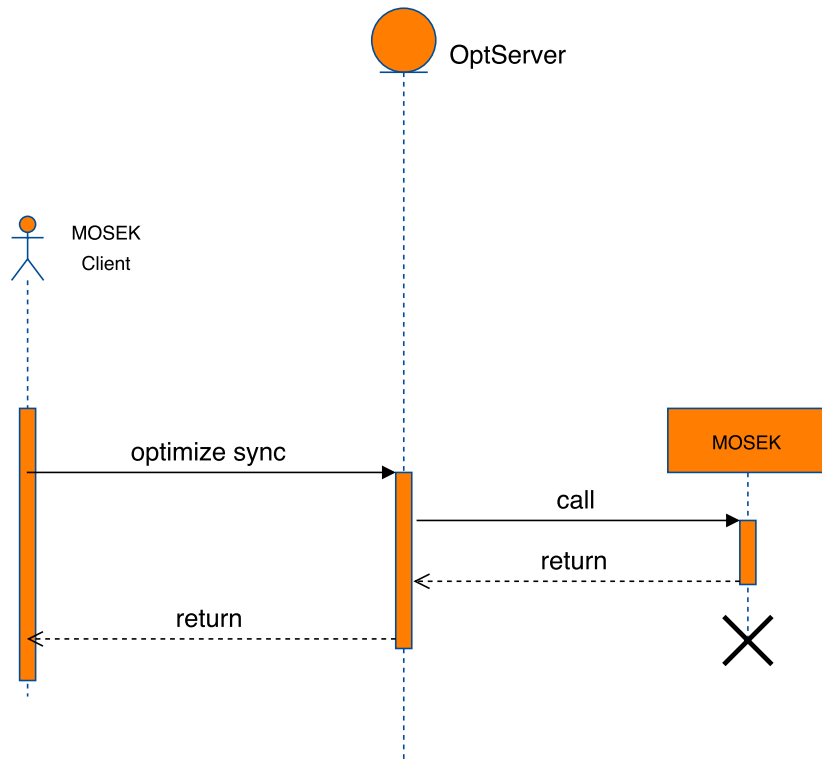 OptServer
MOSEK
Client
MOSEK
optimize sync
call
return
return